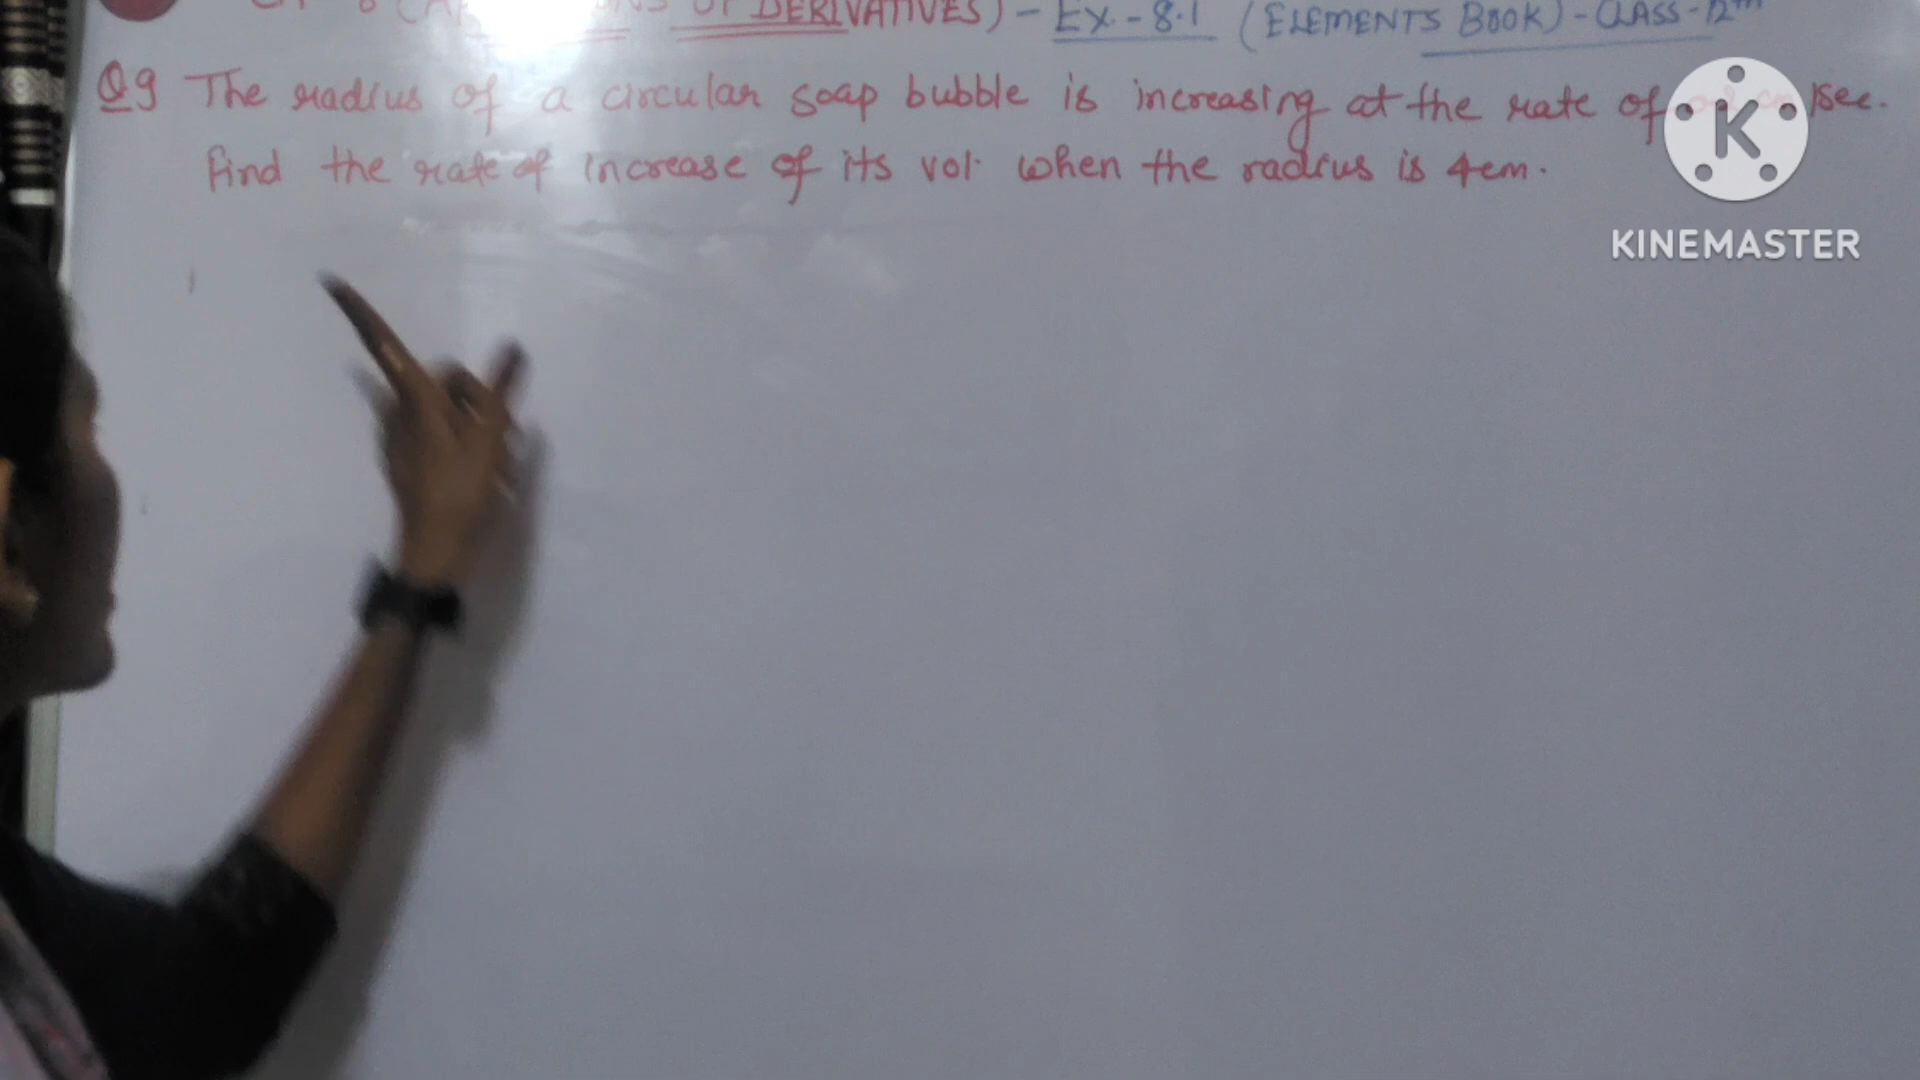 OF DERIVATIVES) - Ex. - 8.1 (ELEMENTS BOOK) - CLASS - 12th
Q9 The radius of a circular soap bubble is increasing at the rate of /sec.
Find the rate of increase of its vol. when the radius is 4cm.
K
KINEMASTER